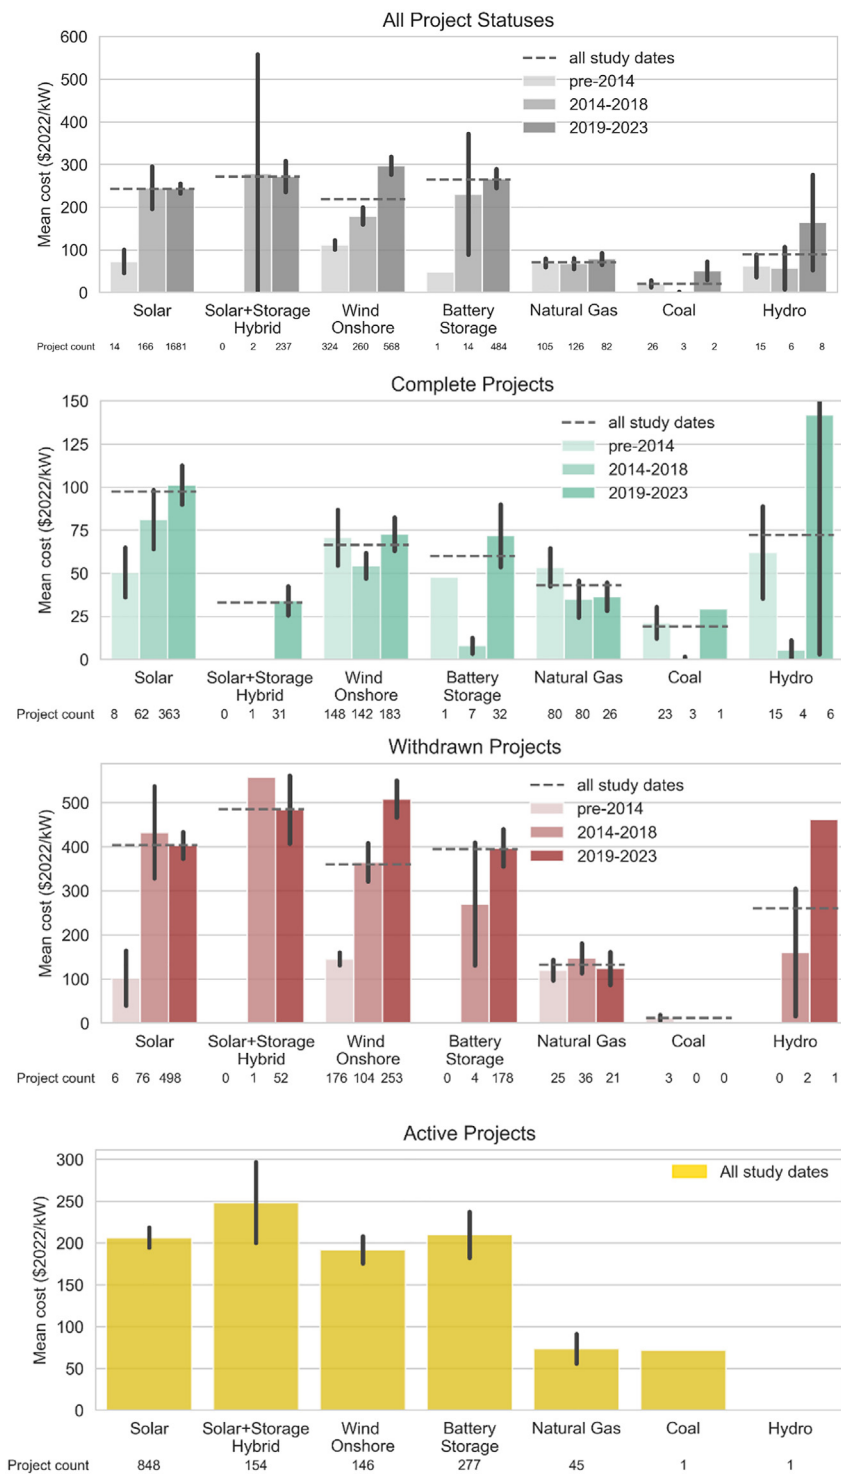 All Project Statuses
Mean cost ($2022/kW)
600
500
400
300
200
100
0
all study dates
pre-2014
2014-2018
2019-2023
Solar Solar+Storage Hybrid Wind Onshore Battery Storage Natural Gas Coal Hydro
Project count 14 166 1681 0 2 237 324 260 568 1 14 484 105 126 82 26 3 2 15 6 8
Complete Projects
Mean cost ($2022/kW)
150
125
100
75
50
25
0
all study dates
pre-2014
2014-2018
2019-2023
Solar Solar+Storage Hybrid Wind Onshore Battery Storage Natural Gas Coal Hydro
Project count 8 62 363 0 1 31 148 142 183 1 7 32 80 80 26 23 3 1 15 4 6
Withdrawn Projects
Mean cost ($2022/kW)
500
400
300
200
100
0
all study dates
pre-2014
2014-2018
2019-2023
Solar Solar+Storage Hybrid Wind Onshore Battery Storage Natural Gas Coal Hydro
Project count 6 76 498 0 1 52 176 104 253 0 4 178 25 36 21 3 0 0 0 2 1
Active Projects
Mean cost ($2022/kW)
300
250
200
150
100
50
0
All study dates
Solar Solar+Storage Hybrid Wind Onshore Battery Storage Natural Gas Coal Hydro
Project count 848 154 146 277 45 1 1